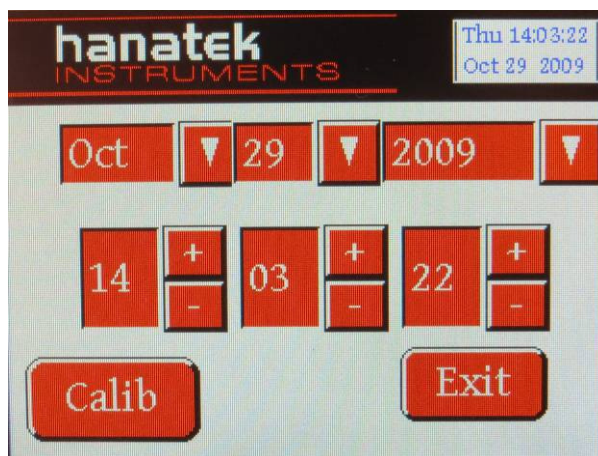 hanatek
INSTRUMENTS
Thu 14:03:22
Oct 29 2009
Oct 29 2009
14 + 03 + 22 +
- - -
Calib Exit